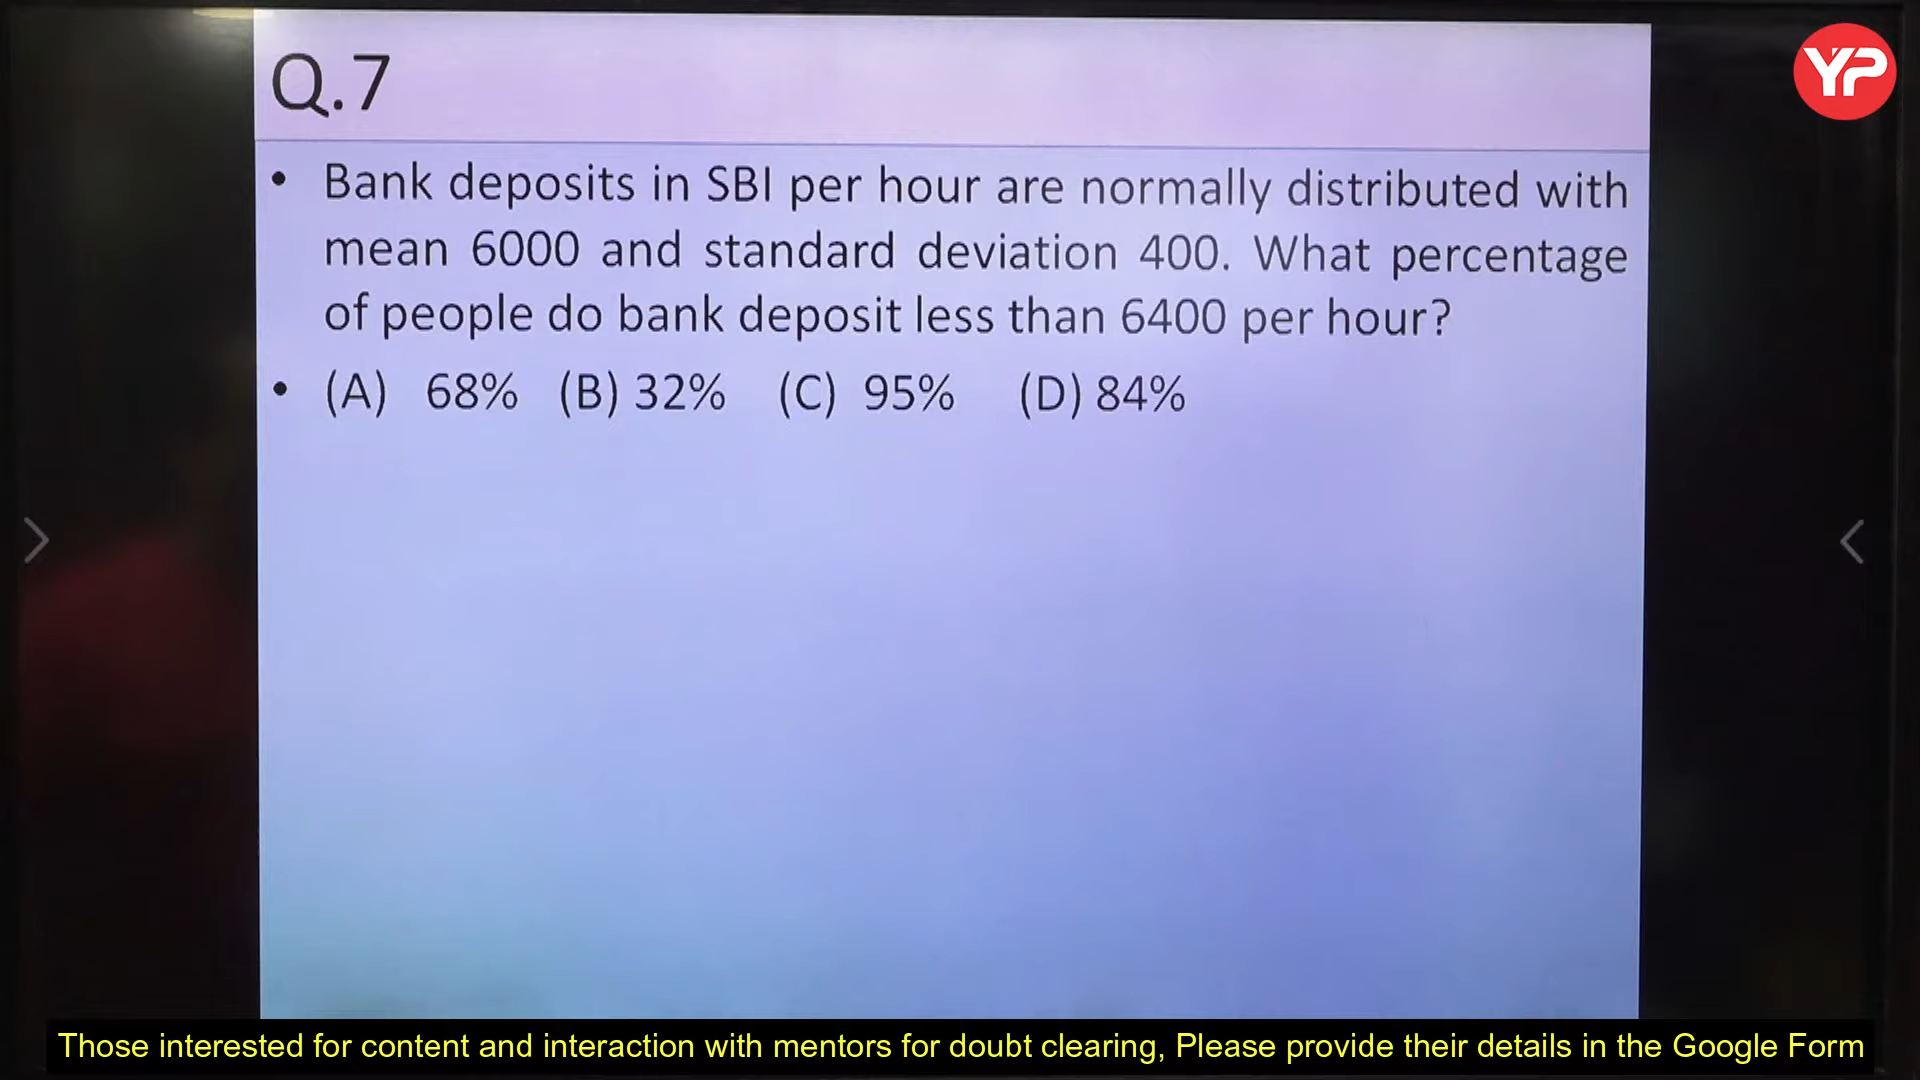 Q.7
YP
• Bank deposits in SBI per hour are normally distributed with
mean 6000 and standard deviation 400. What percentage
of people do bank deposit less than 6400 per hour?
• (A) 68% (B) 32% (C) 95% (D) 84%
Those interested for content and interaction with mentors for doubt clearing, Please provide their details in the Google Form